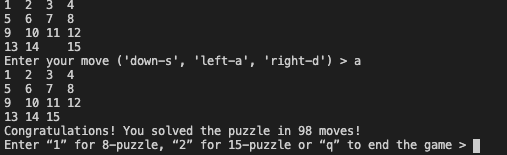 1 2 3 4
5 6 7 8
9 10 11 12
13 14 15
Enter your move ('down-s', 'left-a', 'right-d') > a
1 2 3 4
5 6 7 8
9 10 11 12
13 14 15
Congratulations! You solved the puzzle in 98 moves!
Enter “1” for 8-puzzle, “2” for 15-puzzle or “q” to end the game >